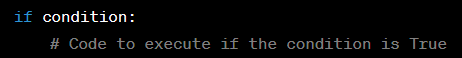 if condition:
    # Code to execute if the condition is True